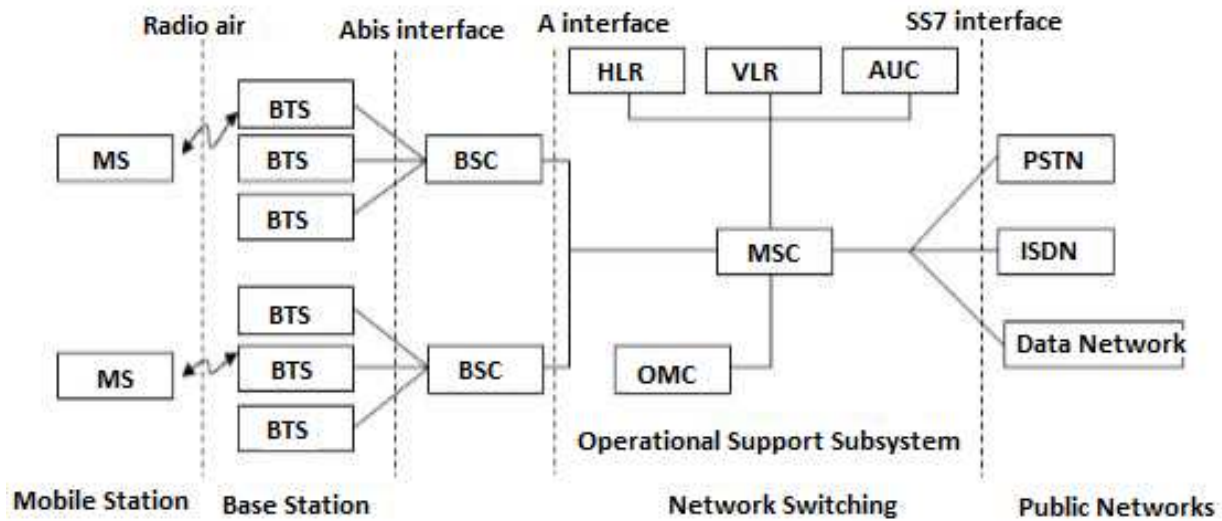 Radio air
Abis interface
A interface
SS7 interface
HLR
VLR
AUC
BTS
MS
BTS
BSC
PSTN
BTS
MSC
ISDN
BTS
Data Network
MS
BTS
BSC
OMC
BTS
Operational Support Subsystem
Mobile Station
Base Station
Network Switching
Public Networks